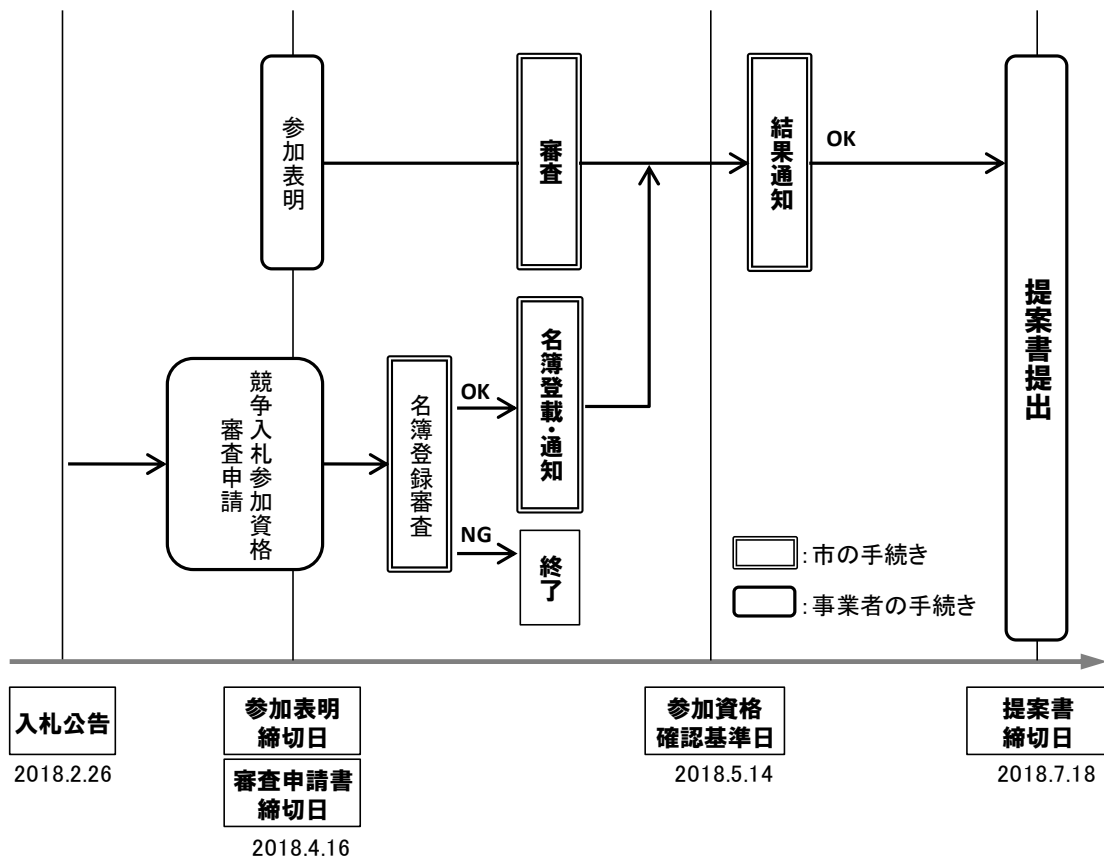 参加表明
審査
結果通知
OK
提案書提出
競争入札参加資格
審査申請
名簿登録審査
OK
名簿登載・通知
NG
終了
:市の手続き
:事業者の手続き
入札公告
2018.2.26
参加表明
締切日
審査申請書
締切日
2018.4.16
参加資格
確認基準日
2018.5.14
提案書
締切日
2018.7.18